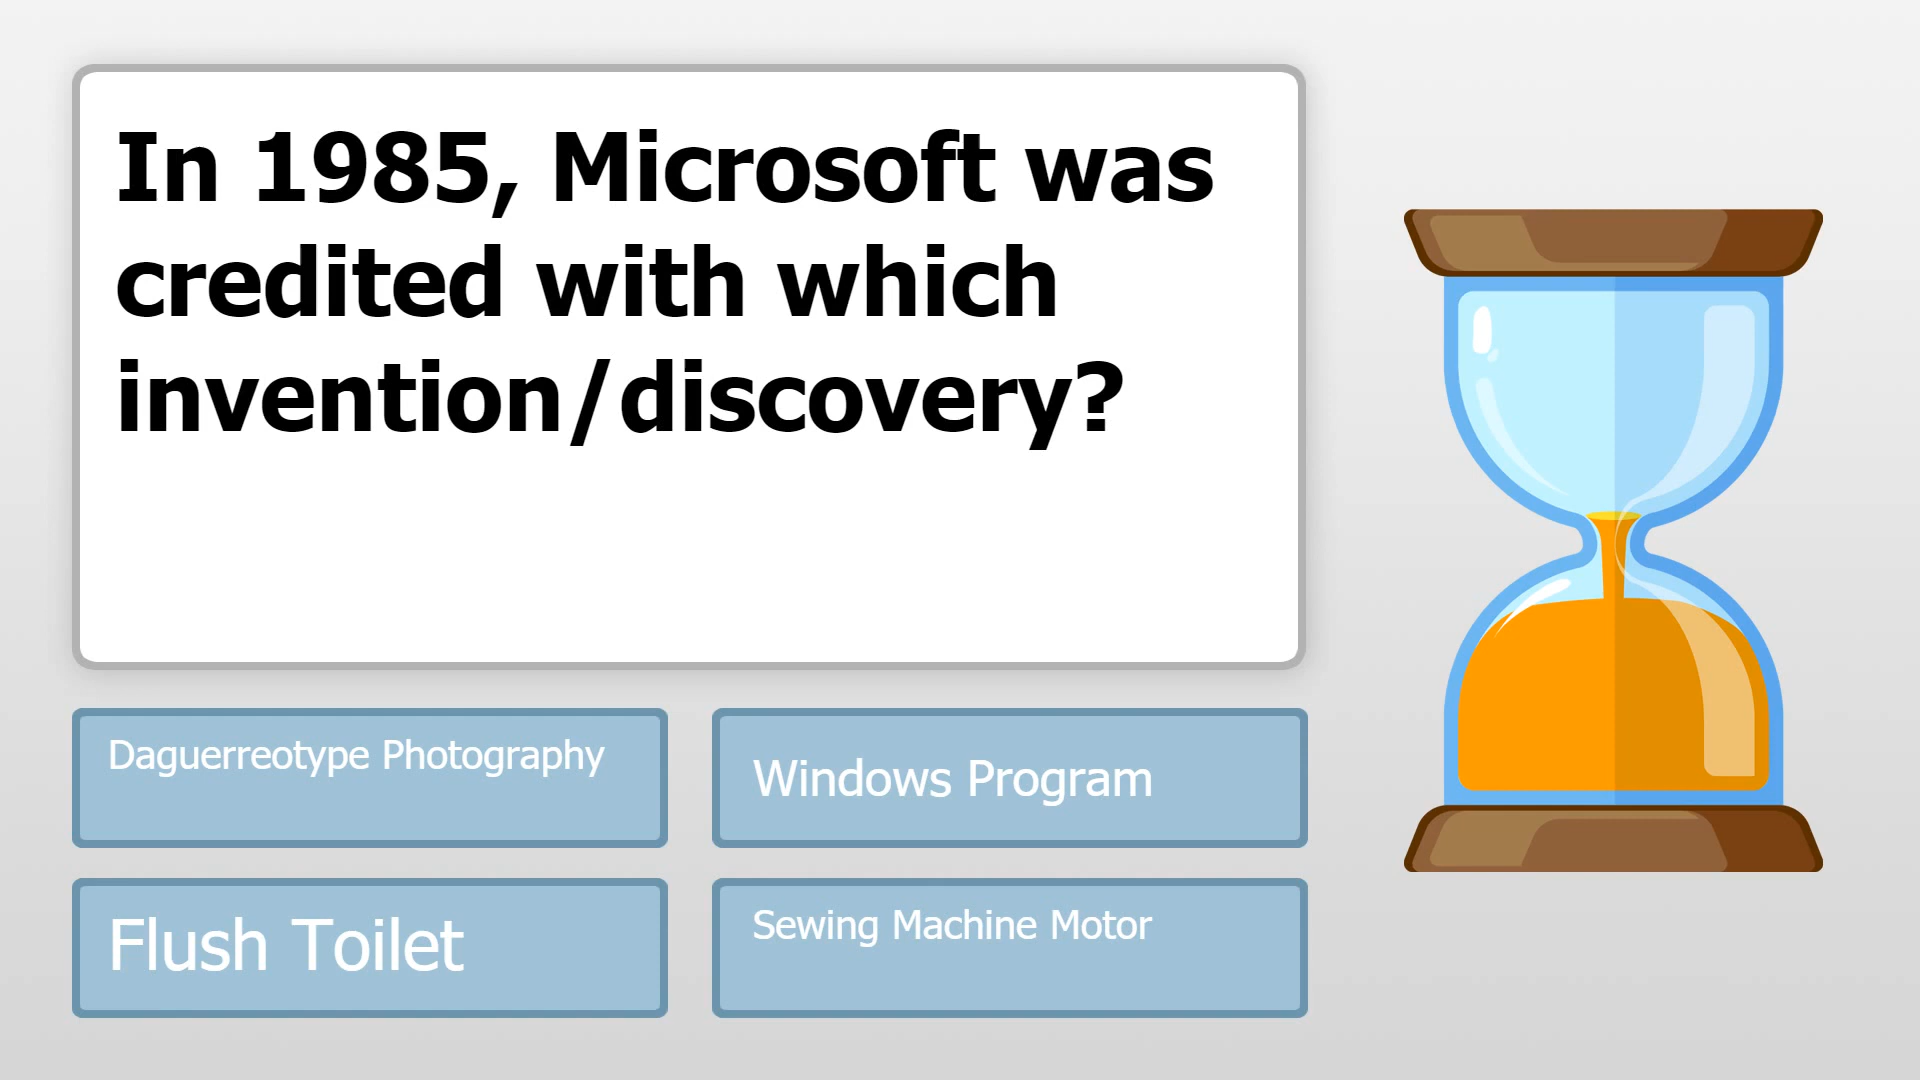 In 1985, Microsoft was
credited with which
invention/discovery?
Daguerreotype Photography
Windows Program
Flush Toilet
Sewing Machine Motor